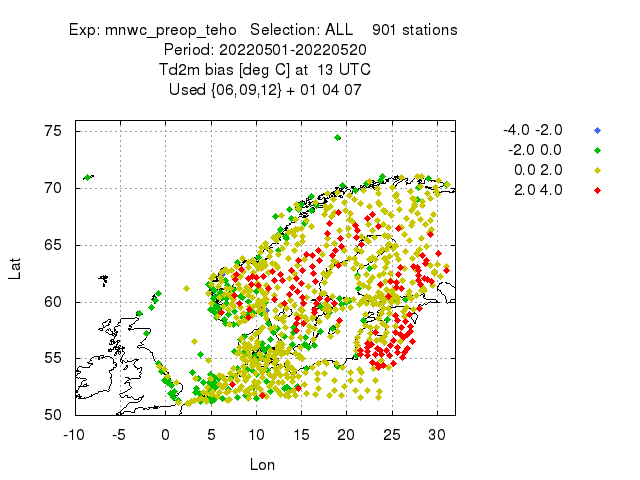 Exp: mnwc_preop_teho Selection: ALL 901 stations
Period: 20220501-20220520
Td2m bias [deg C] at 13 UTC
Used {06,09,12} + 01 04 07
-4.0 -2.0
-2.0 0.0
0.0 2.0
2.0 4.0
75
70
65
60
55
50
Lat
-10 -5 0 5 10 15 20 25 30
Lon